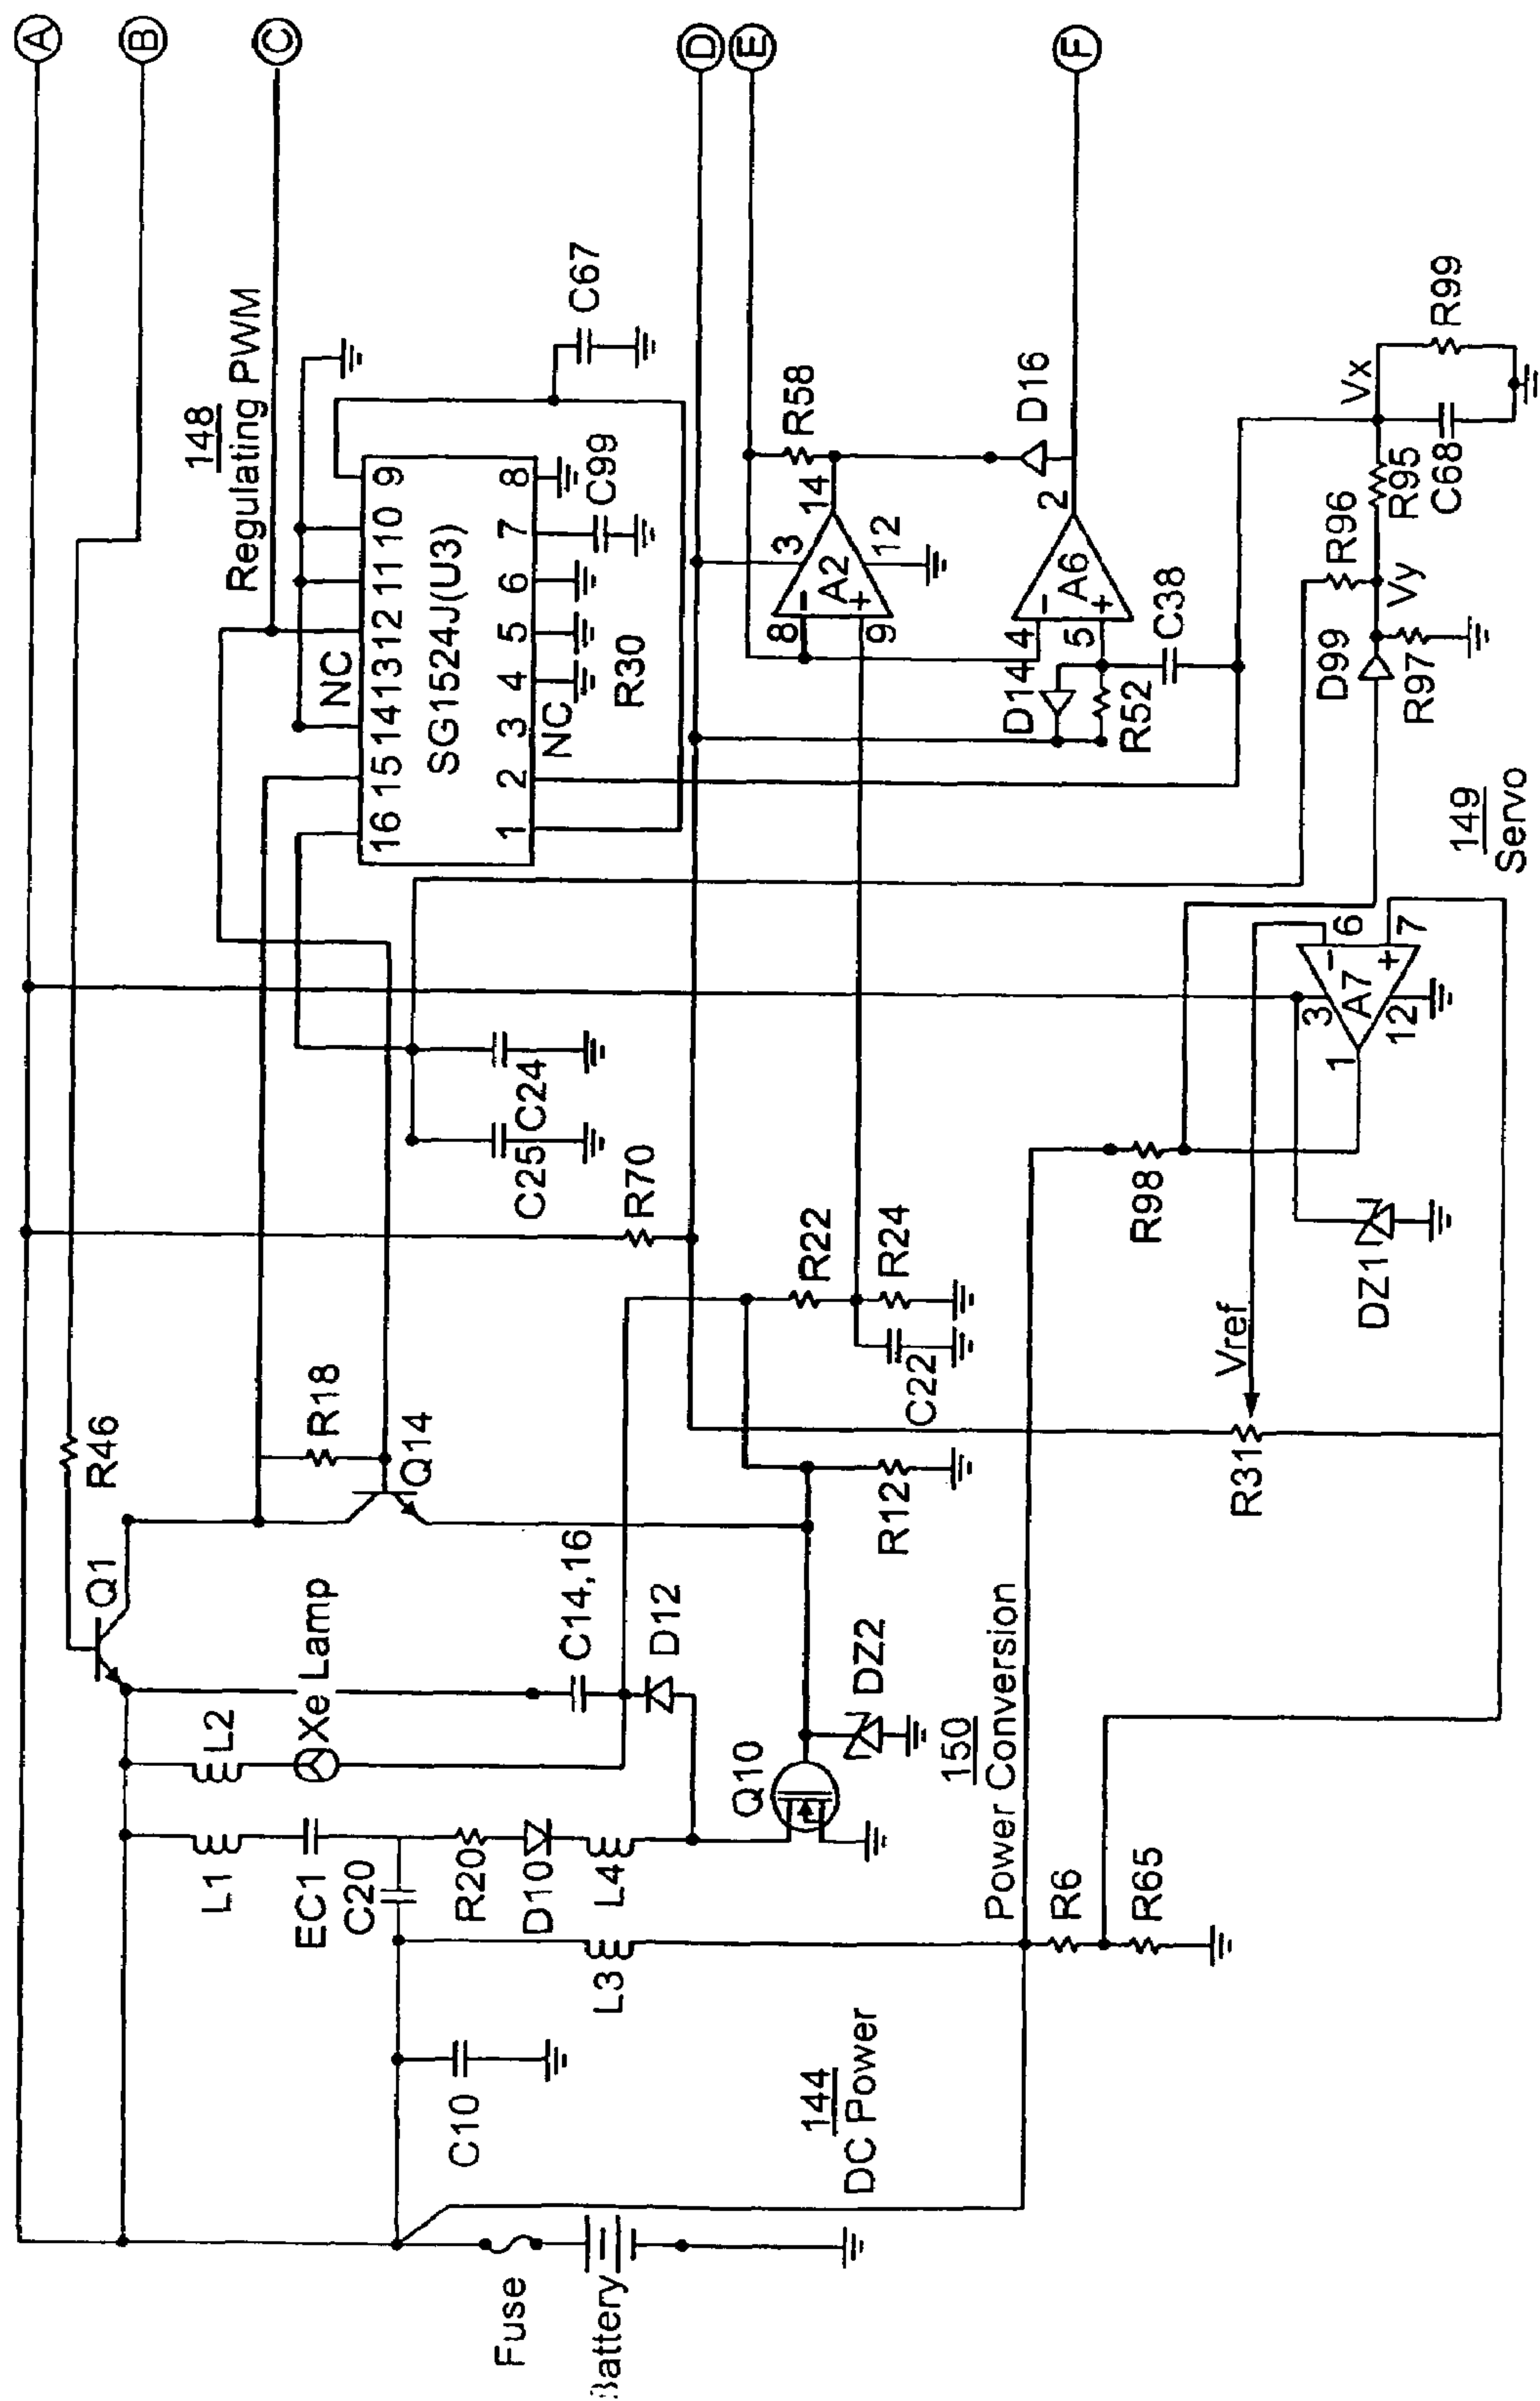 A
B
C
D
E
F
148
Regulating PWM
R46
Q1
R18
Q14
L2
Xe Lamp
C14,16
D12
L1
EC1
C20
R20
D10
L4
L3
Q10
DZ2
R12
150
Power Conversion
C10
144
DC Power
Fuse
Battery
R6
R65
C25
C24
R70
R22
R24
C22
16 15 14 13 12 11 10 9
NC
SG1524J(U3)
1 2 3 4 5 6 7 8
NC
R30
C99
C67
R58
8
-
3
14
A2
+
9
12
D16
4
-
2
A6
+
5
D14
R52
C38
R96
Vx
R99
R95
C68
D99
Vy
R97
149
Servo
6
-
3
1
A7
+
7
12
R98
DZ1
Vref
R31